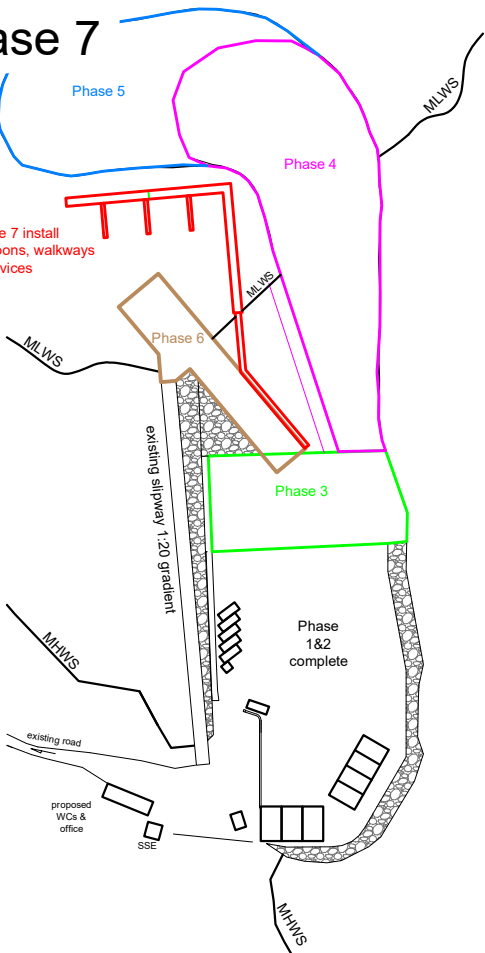 ase 7
Phase 5
MLWS
Phase 4
e 7 install
oons, walkways
vices
MLWS
Phase 6
MLWS
existing slipway 1:20 gradient
Phase 3
Phase
1&2
complete
MHWS
existing road
proposed
WCs &
office
SSE
MHWS